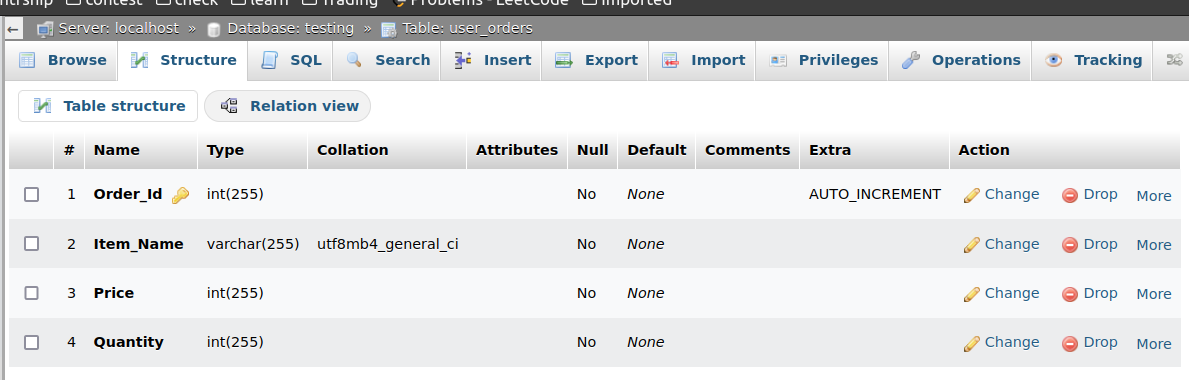 contest check learn Trading Problems - LeetCode Imported
← Server: localhost » Database: testing » Table: user_orders
Browse Structure SQL Search Insert Export Import Privileges Operations Tracking
Table structure Relation view
# Name Type Collation Attributes Null Default Comments Extra Action
1 Order_Id int(255) No None AUTO_INCREMENT Change Drop More
2 Item_Name varchar(255) utf8mb4_general_ci No None Change Drop More
3 Price int(255) No None Change Drop More
4 Quantity int(255) No None Change Drop More